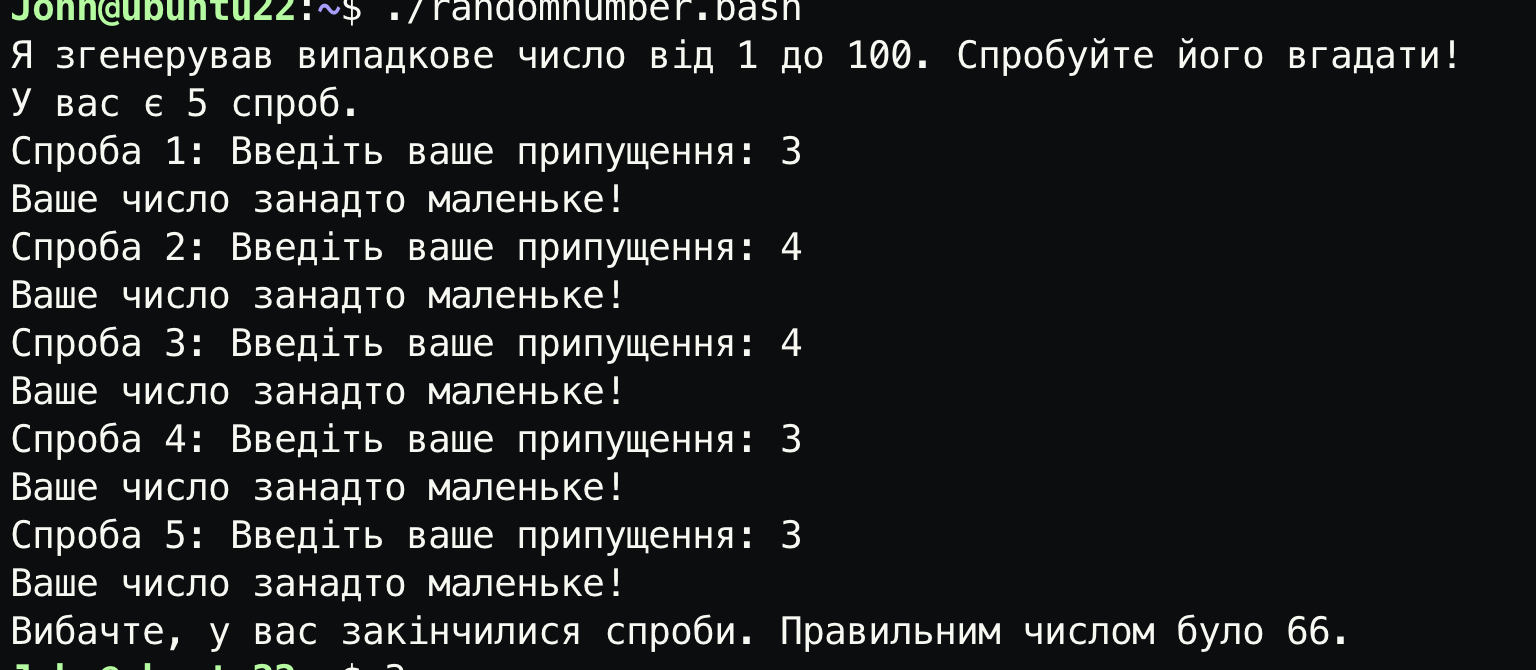 John@ubuntu22:~$ ./randomnumber.bash
Я згенерував випадкове число від 1 до 100. Спробуйте його вгадати!
У вас є 5 спроб.
Спроба 1: Введіть ваше припущення: 3
Ваше число занадто маленьке!
Спроба 2: Введіть ваше припущення: 4
Ваше число занадто маленьке!
Спроба 3: Введіть ваше припущення: 4
Ваше число занадто маленьке!
Спроба 4: Введіть ваше припущення: 3
Ваше число занадто маленьке!
Спроба 5: Введіть ваше припущення: 3
Ваше число занадто маленьке!
Вибачте, у вас закінчилися спроби. Правильним числом було 66.